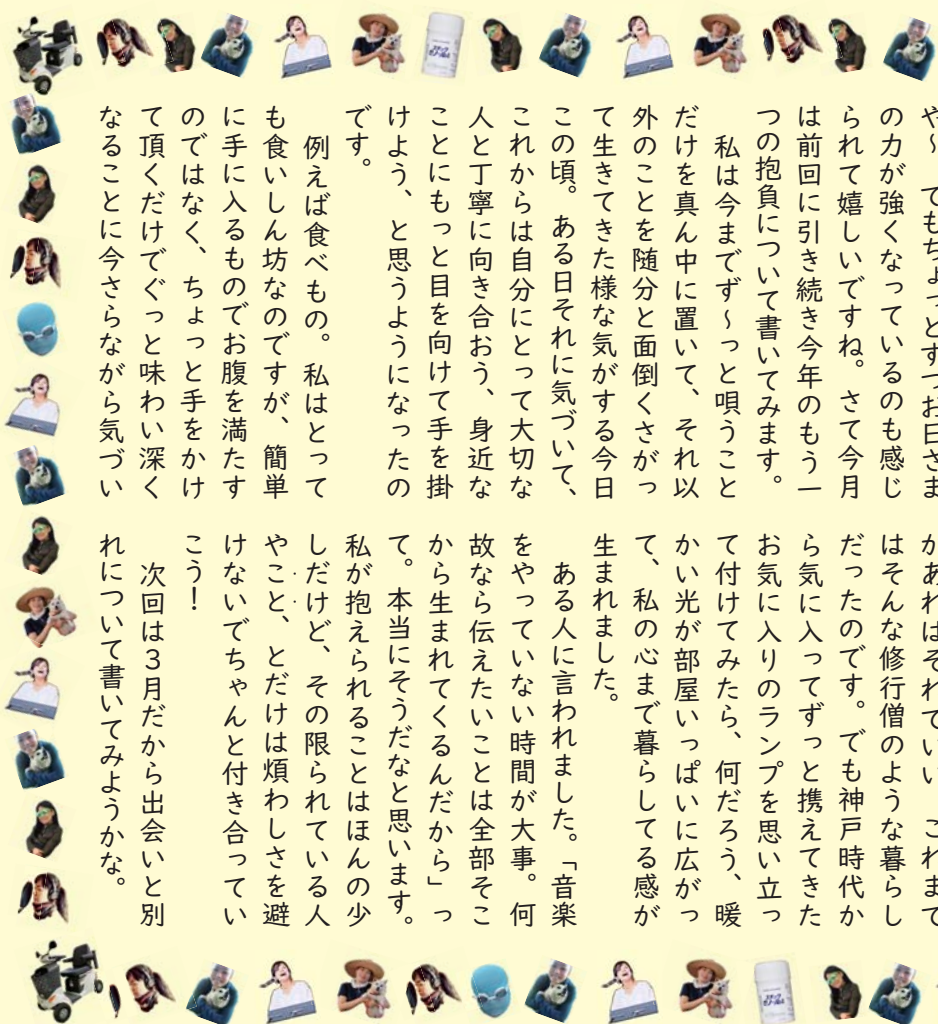 や〜 でもちょっとずつお日さま
の力が強くなっているのも感じ
られて嬉しいですね。さて今月
は前回に引き続き今年のもう一
つの抱負について書いてみます。
　私は今までず〜っと唄うこと
だけを真ん中に置いて、それ以
外のことを随分と面倒くさがっ
て生きてきた様な気がする今日
この頃。ある日それに気づいて、
これからは自分にとって大切な
人と丁寧に向き合おう、身近な
ことにもっと目を向けて手を掛
けよう、と思うようになったの
です。
　例えば食べもの。私はとって
も食いしん坊なのですが、簡単
に手に入るものでお腹を満たす
のではなく、ちょっと手をかけ
て頂くだけでぐっと味わい深く
なることに今さらながら気づい
があればそれでいい これまで
はそんな修行僧のような暮らし
だったのです。でも神戸時代か
ら気に入ってずっと携えてきた
お気に入りのランプを思い立っ
て付けてみたら、何だろう、暖
かい光が部屋いっぱいに広がっ
て、私の心まで暮らしてる感が
生まれました。
　ある人に言われました。「音楽
をやっていない時間が大事。何
故なら伝えたいことは全部そこ
から生まれてくるんだから」っ
て。本当にそうだなと思います。
私が抱えられることはほんの少
しだけど、その限られている人
やこと、とだけは煩わしさを避
けないでちゃんと付き合ってい
こう！
　次回は３月だから出会いと別
れについて書いてみようかな。